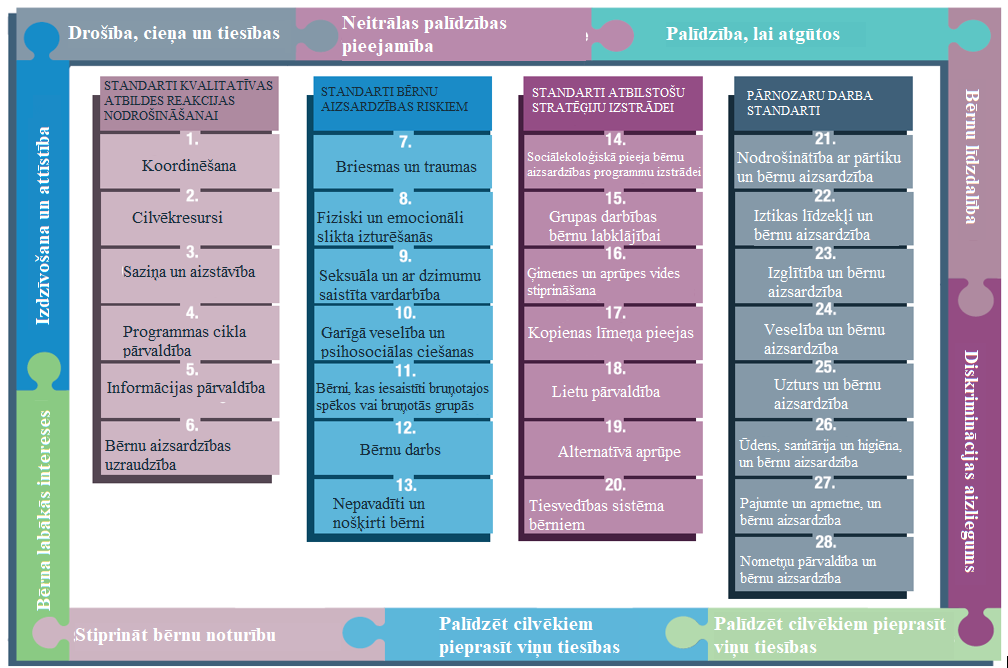 Drošība, cieņa un tiesības
Neitrālas palīdzības
pieejamība
Palīdzība, lai atgūtos
Izdzīvošana un attīstība
Bērna labākās intereses
STANDARTI KVALITATĪVAS
ATBILDES REAKCIJAS
NODROŠINĀŠANAI
1.
Koordinēšana
2.
Cilvēkresursi
3.
Saziņa un aizstāvība
4.
Programmas cikla
pārvaldība
5.
Informācijas pārvaldība
6.
Bērnu aizsardzības
uzraudzība
STANDARTI BĒRNU
AIZSARDZĪBAS RISKIEM
7.
Briesmas un traumas
8.
Fiziski un emocionāli
slikta izturēšanās
9.
Seksuāla un ar dzimumu
saistīta vardarbība
10.
Garīgā veselība un
psihosociālas ciešanas
11.
Bērni, kas iesaistīti bruņotajos
spēkos vai bruņotās grupās
12.
Bērnu darbs
13.
Nepavadīti un
nošķirti bērni
STANDARTI ATBILSTOŠU
STRATĒĢIJU IZSTRĀDEI
14.
Sociālekoloģiskā pieeja bērnu
aizsardzības programmu izstrādei
15.
Grupas darbības
bērnu labklājībai
16.
Ģimenes un aprūpes vides
stiprināšana
17.
Kopienas līmeņa pieejas
18.
Lietu pārvaldība
19.
Alternatīvā aprūpe
20.
Tiesvedības sistēma
bērniem
PĀRNOZARU DARBA
STANDARTI
21.
Nodrošinātība ar pārtiku
un bērnu aizsardzība
22.
Iztikas līdzekļi un
bērnu aizsardzība
23.
Izglītība un bērnu
aizsardzība
24.
Veselība un bērnu
aizsardzība
25.
Uzturs un bērnu
aizsardzība
26.
Ūdens, sanitārija un higiēna,
un bērnu aizsardzība
27.
Pajumte un apmetne, un
bērnu aizsardzība
28.
Nometņu pārvaldība un
bērnu aizsardzība
Bērnu līdzdalība
Diskriminācijas aizliegums
Stiprināt bērnu noturību
Palīdzēt cilvēkiem
pieprasīt viņu tiesības
Palīdzēt cilvēkiem pieprasīt
viņu tiesības